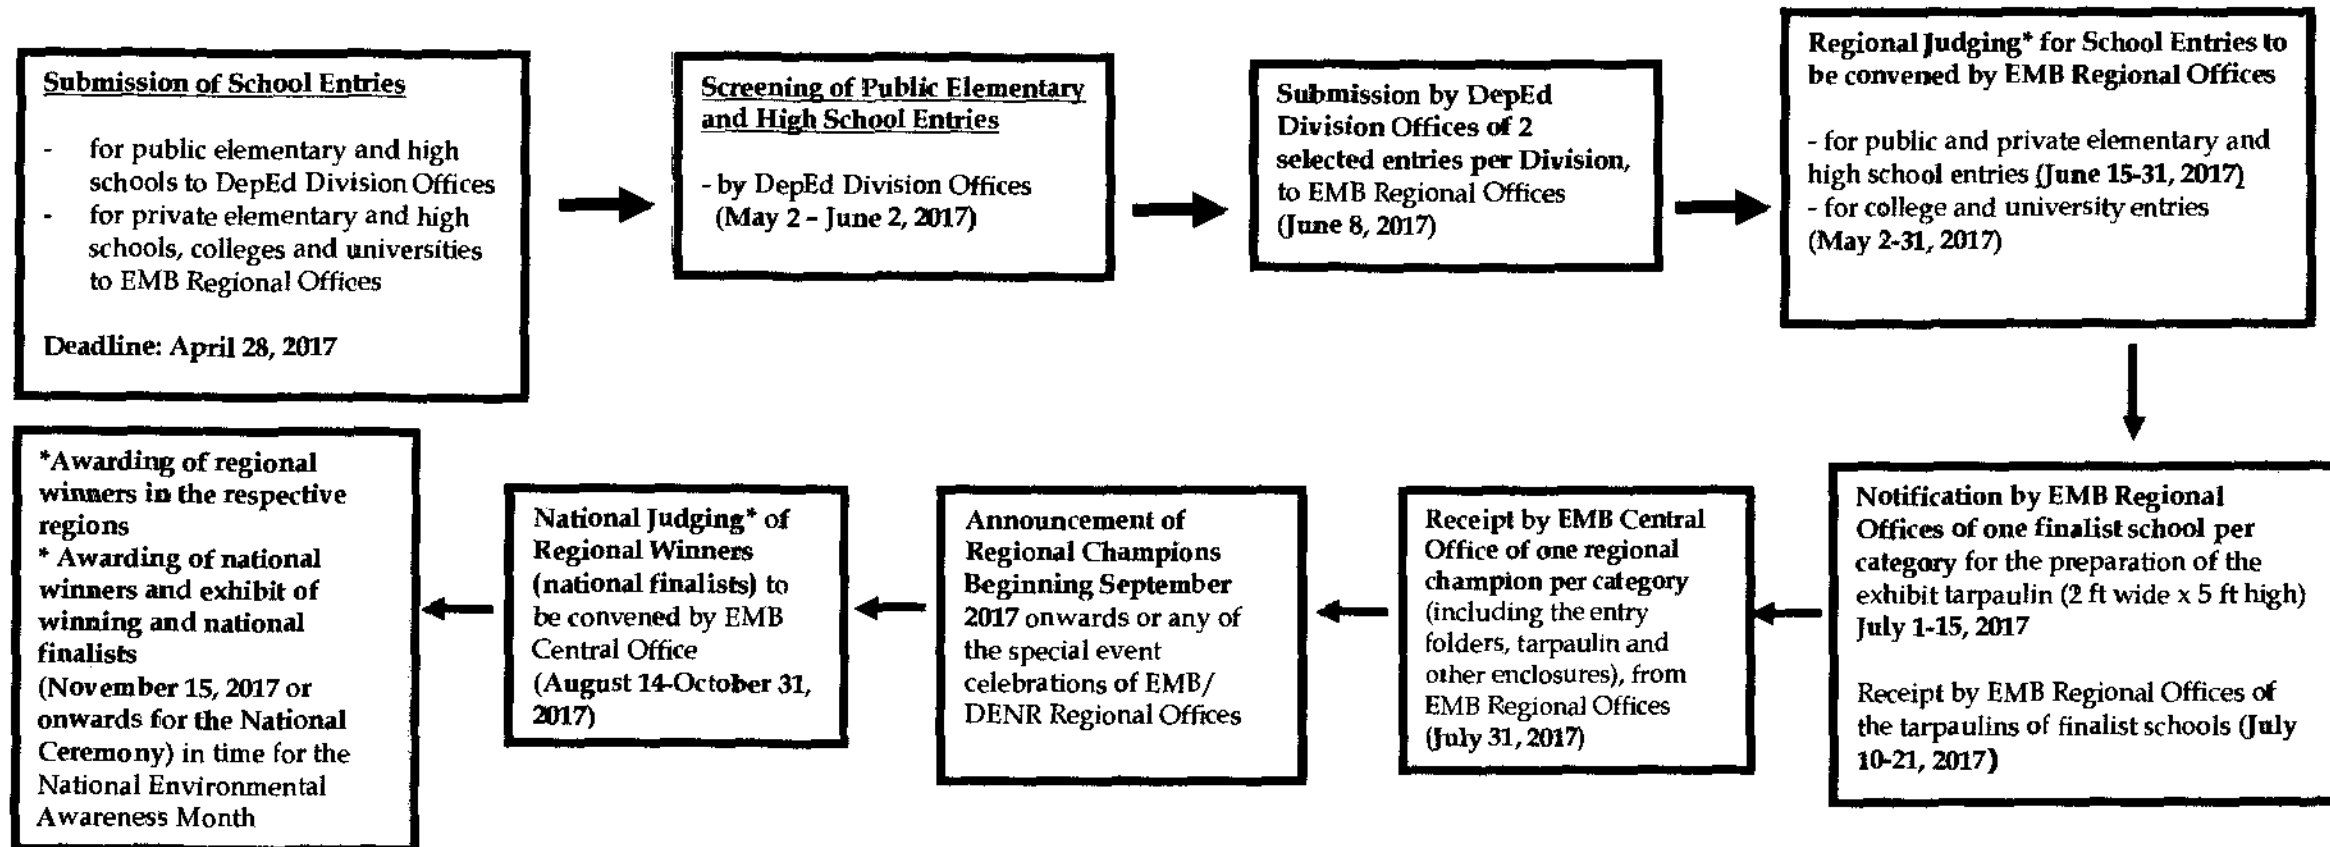 Submission of School Entries
- for public elementary and high
schools to DepEd Division Offices
- for private elementary and high
schools, colleges and universities
to EMB Regional Offices
Deadline: April 28, 2017
Screening of Public Elementary
and High School Entries
- by DepEd Division Offices
(May 2 – June 2, 2017)
Submission by DepEd
Division Offices of 2
selected entries per Division,
to EMB Regional Offices
(June 8, 2017)
Regional Judging* for School Entries to
be convened by EMB Regional Offices
- for public and private elementary and
high school entries (June 15-31, 2017)
- for college and university entries
(May 2-31, 2017)
Notification by EMB Regional
Offices of one finalist school per
category for the preparation of the
exhibit tarpaulin (2 ft wide x 5 ft high)
July 1-15, 2017
Receipt by EMB Regional Offices of
the tarpaulins of finalist schools (July
10-21, 2017)
Receipt by EMB Central
Office of one regional
champion per category
(including the entry
folders, tarpaulin and
other enclosures), from
EMB Regional Offices
(July 31, 2017)
Announcement of
Regional Champions
Beginning September
2017 onwards or any of
the special event
celebrations of EMB/
DENR Regional Offices
National Judging* of
Regional Winners
(national finalists) to
be convened by EMB
Central Office
(August 14-October 31,
2017)
*Awarding of regional
winners in the respective
regions
* Awarding of national
winners and exhibit of
winning and national
finalists
(November 15, 2017 or
onwards for the National
Ceremony) in time for the
National Environmental
Awareness Month